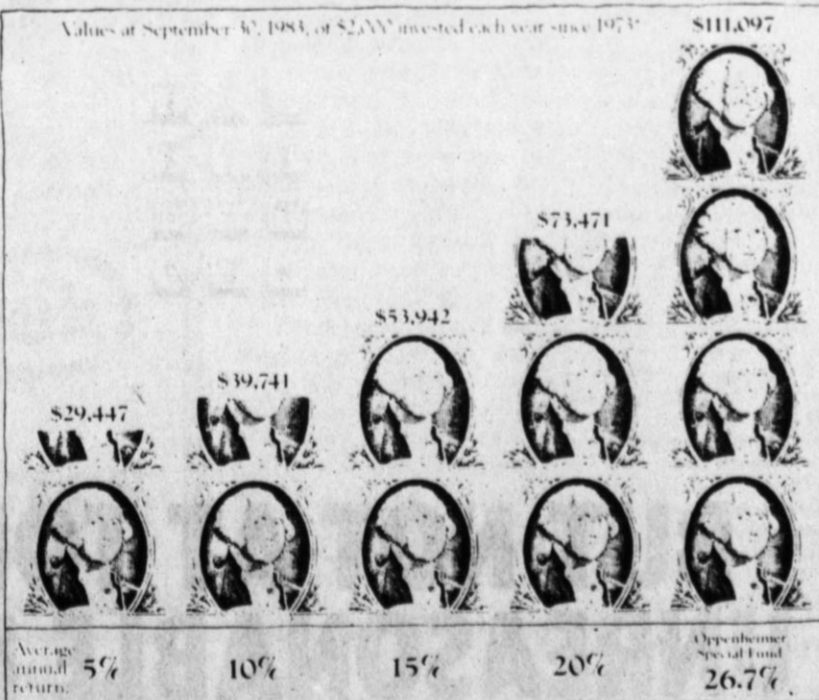 Values at September 30, 1983, of $2,000 invested each year since 1973*
$111,097
$73,471
$53,942
$39,741
$29,447
Average
annual
return:
5%
10%
15%
20%
Oppenheimer
Special Fund
26.7%